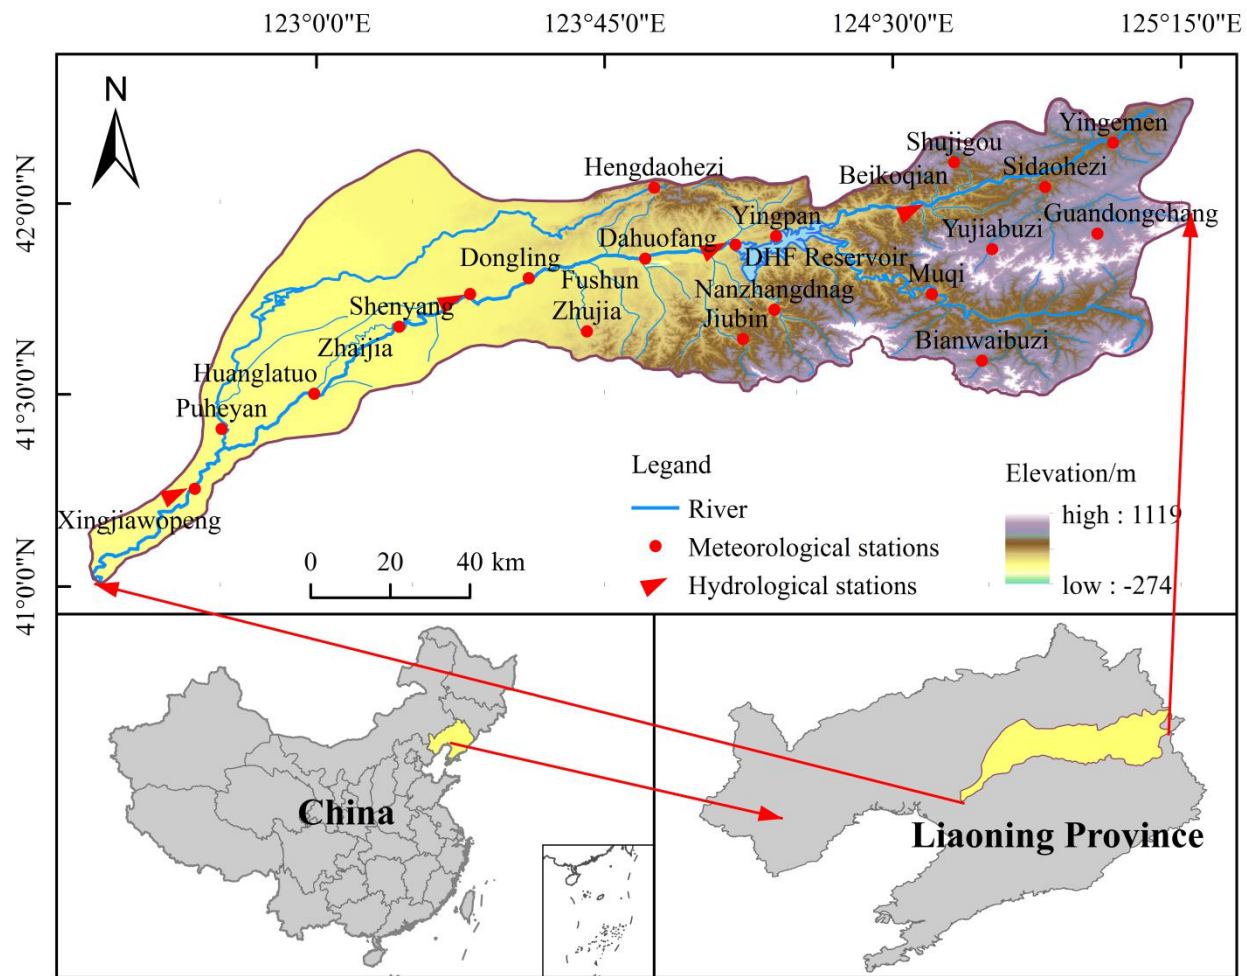 123°0'0"E
123°45'0"E
124°30'0"E
125°15'0"E
N
42°0'0"N
41°30'0"N
41°0'0"N
Yingemen
Shujigou
Hengdaohezi
Beikoqian
Sidaohezi
Yingpan
Guandongchang
Dahuofang
Yujiabuzi
Dongling
DHF Reservoir
Fushun
Muqi
Shenyang
Zhujia
Nanzhangdnag
Zhaijia
Jiubin
Bianwaibuzi
Huanglatuo
Puheyan
Xingjiawopeng
Legand
River
Meteorological stations
Hydrological stations
0 20 40 km
Elevation/m
high : 1119
low : -274
China
Liaoning Province